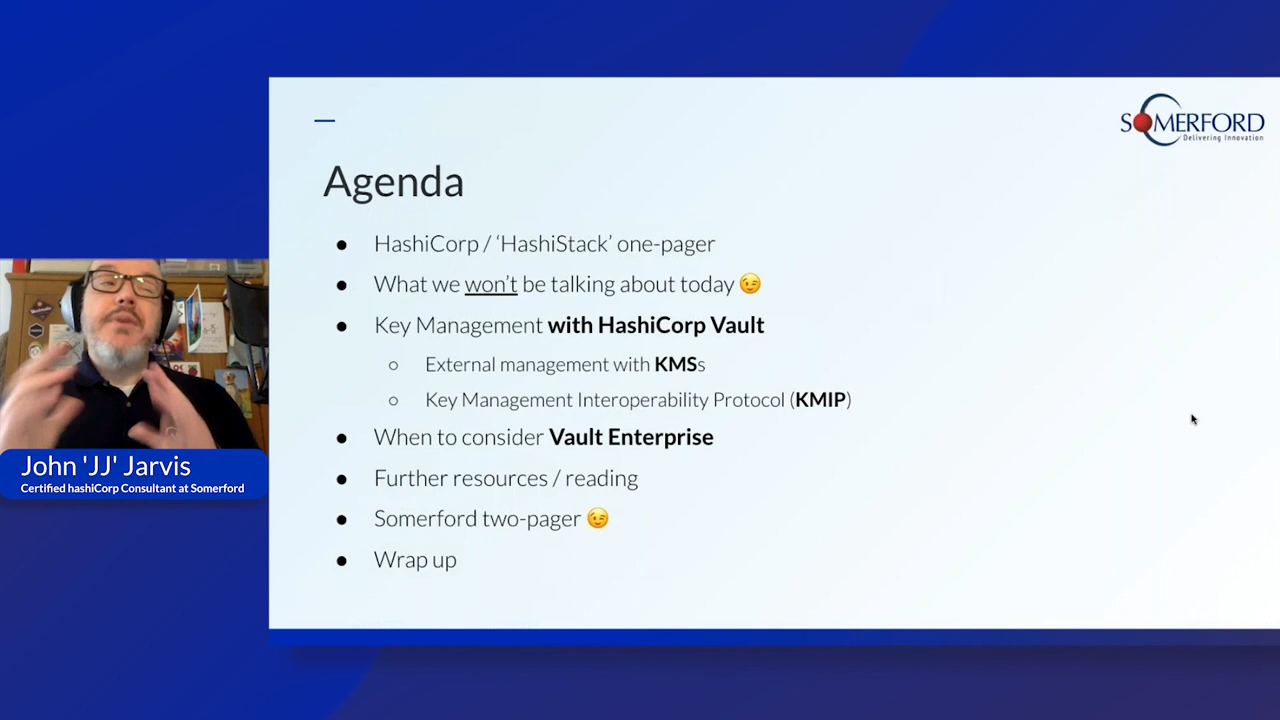 SOMERFORD
Delivering Innovation
Agenda
● HashiCorp / ‘HashiStack’ one-pager
● What we won’t be talking about today 😉
● Key Management with HashiCorp Vault
○ External management with KMSs
○ Key Management Interoperability Protocol (KMIP)
● When to consider Vault Enterprise
● Further resources / reading
● Somerford two-pager 😉
● Wrap up
John 'JJ' Jarvis
Certified hashiCorp Consultant at Somerford